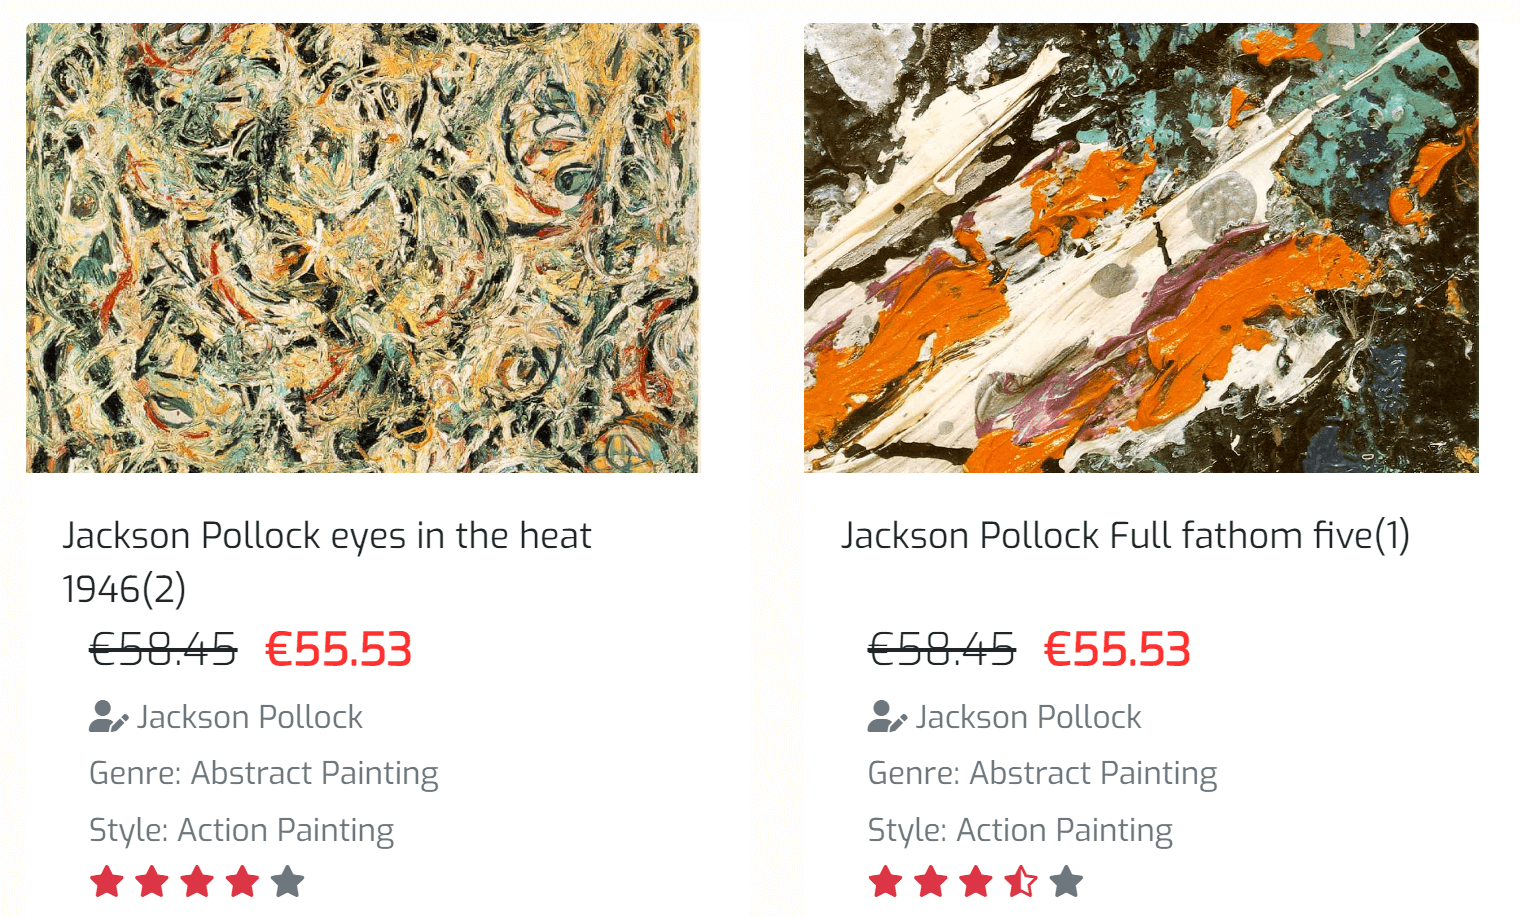 Jackson Pollock eyes in the heat
1946(2)
€58.45 €55.53
Jackson Pollock
Genre: Abstract Painting
Style: Action Painting
Jackson Pollock Full fathom five(1)
€58.45 €55.53
Jackson Pollock
Genre: Abstract Painting
Style: Action Painting